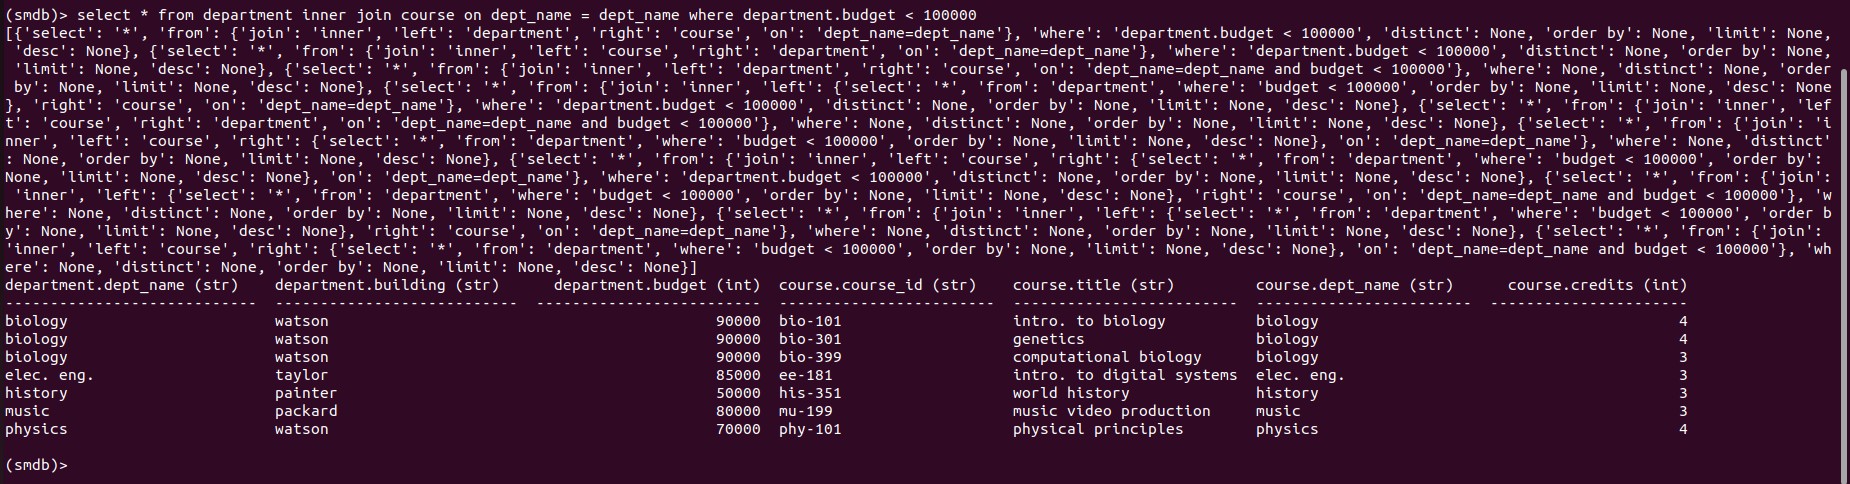 (smdb)> select * from department inner join course on dept_name = dept_name where department.budget < 100000
[{'select': '*', 'from': {'join': 'inner', 'left': 'department', 'right': 'course', 'on': 'dept_name=dept_name'}, 'where': 'department.budget < 100000', 'distinct': None, 'order by': None, 'limit': None,
 'desc': None}, {'select': '*', 'from': {'join': 'inner', 'left': 'course', 'right': 'department', 'on': 'dept_name=dept_name'}, 'where': 'department.budget < 100000', 'distinct': None, 'order by': None,
 'limit': None, 'desc': None}, {'select': '*', 'from': {'join': 'inner', 'left': 'department', 'right': 'course', 'on': 'dept_name=dept_name and budget < 100000'}, 'where': None, 'distinct': None, 'order
 by': None, 'limit': None, 'desc': None}, {'select': '*', 'from': {'join': 'inner', 'left': {'select': '*', 'from': 'department', 'where': 'budget < 100000', 'order by': None, 'limit': None, 'desc': None
}, 'right': 'course', 'on': 'dept_name=dept_name'}, 'where': 'department.budget < 100000', 'distinct': None, 'order by': None, 'limit': None, 'desc': None}, {'select': '*', 'from': {'join': 'inner', 'lef
t': 'course', 'right': 'department', 'on': 'dept_name=dept_name and budget < 100000'}, 'where': None, 'distinct': None, 'order by': None, 'limit': None, 'desc': None}, {'select': '*', 'from': {'join': 'i
nner', 'left': 'course', 'right': {'select': '*', 'from': 'department', 'where': 'budget < 100000', 'order by': None, 'limit': None, 'desc': None}, 'on': 'dept_name=dept_name'}, 'where': None, 'distinct'
: None, 'order by': None, 'limit': None, 'desc': None}, {'select': '*', 'from': {'join': 'inner', 'left': 'course', 'right': {'select': '*', 'from': 'department', 'where': 'budget < 100000', 'order by':
None, 'limit': None, 'desc': None}, 'on': 'dept_name=dept_name'}, 'where': 'department.budget < 100000', 'distinct': None, 'order by': None, 'limit': None, 'desc': None}, {'select': '*', 'from': {'join':
 'inner', 'left': {'select': '*', 'from': 'department', 'where': 'budget < 100000', 'order by': None, 'limit': None, 'desc': None}, 'right': 'course', 'on': 'dept_name=dept_name and budget < 100000'}, 'w
here': None, 'distinct': None, 'order by': None, 'limit': None, 'desc': None}, {'select': '*', 'from': {'join': 'inner', 'left': {'select': '*', 'from': 'department', 'where': 'budget < 100000', 'order b
y': None, 'limit': None, 'desc': None}, 'right': 'course', 'on': 'dept_name=dept_name'}, 'where': None, 'distinct': None, 'order by': None, 'limit': None, 'desc': None}, {'select': '*', 'from': {'join':
'inner', 'left': 'course', 'right': {'select': '*', 'from': 'department', 'where': 'budget < 100000', 'order by': None, 'limit': None, 'desc': None}, 'on': 'dept_name=dept_name and budget < 100000'}, 'wh
ere': None, 'distinct': None, 'order by': None, 'limit': None, 'desc': None}]
department.dept_name (str)    department.building (str)      department.budget (int)  course.course_id (str)    course.title (str)         course.dept_name (str)      course.credits (int)
----------------------------  ---------------------------  -------------------------  ------------------------  -------------------------  ------------------------  ----------------------
biology                       watson                                           90000  bio-101                   intro. to biology          biology                                        4
biology                       watson                                           90000  bio-301                   genetics                   biology                                        4
biology                       watson                                           90000  bio-399                   computational biology      biology                                        3
elec. eng.                    taylor                                           85000  ee-181                    intro. to digital systems  elec. eng.                                     3
history                       painter                                          50000  his-351                   world history              history                                        3
music                         packard                                          80000  mu-199                    music video production     music                                          3
physics                       watson                                           70000  phy-101                   physical principles        physics                                        4
(smdb)>